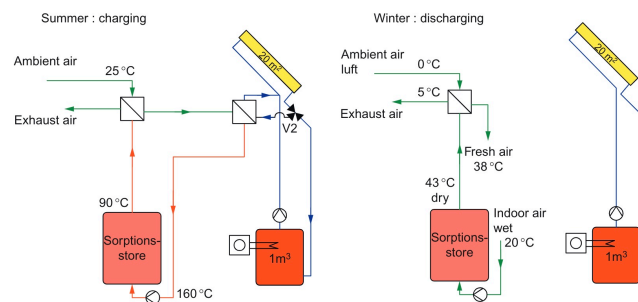 Summer : charging
Ambient air
25 °C
Exhaust air
20 m²
V2
90 °C
Sorptions-
store
1m³
160 °C
Winter : discharging
Ambient air
luft
0 °C
5 °C
Exhaust air
20 m²
Fresh air
38 °C
43 °C
dry
Indoor air
wet
20 °C
Sorptions-
store
1m³